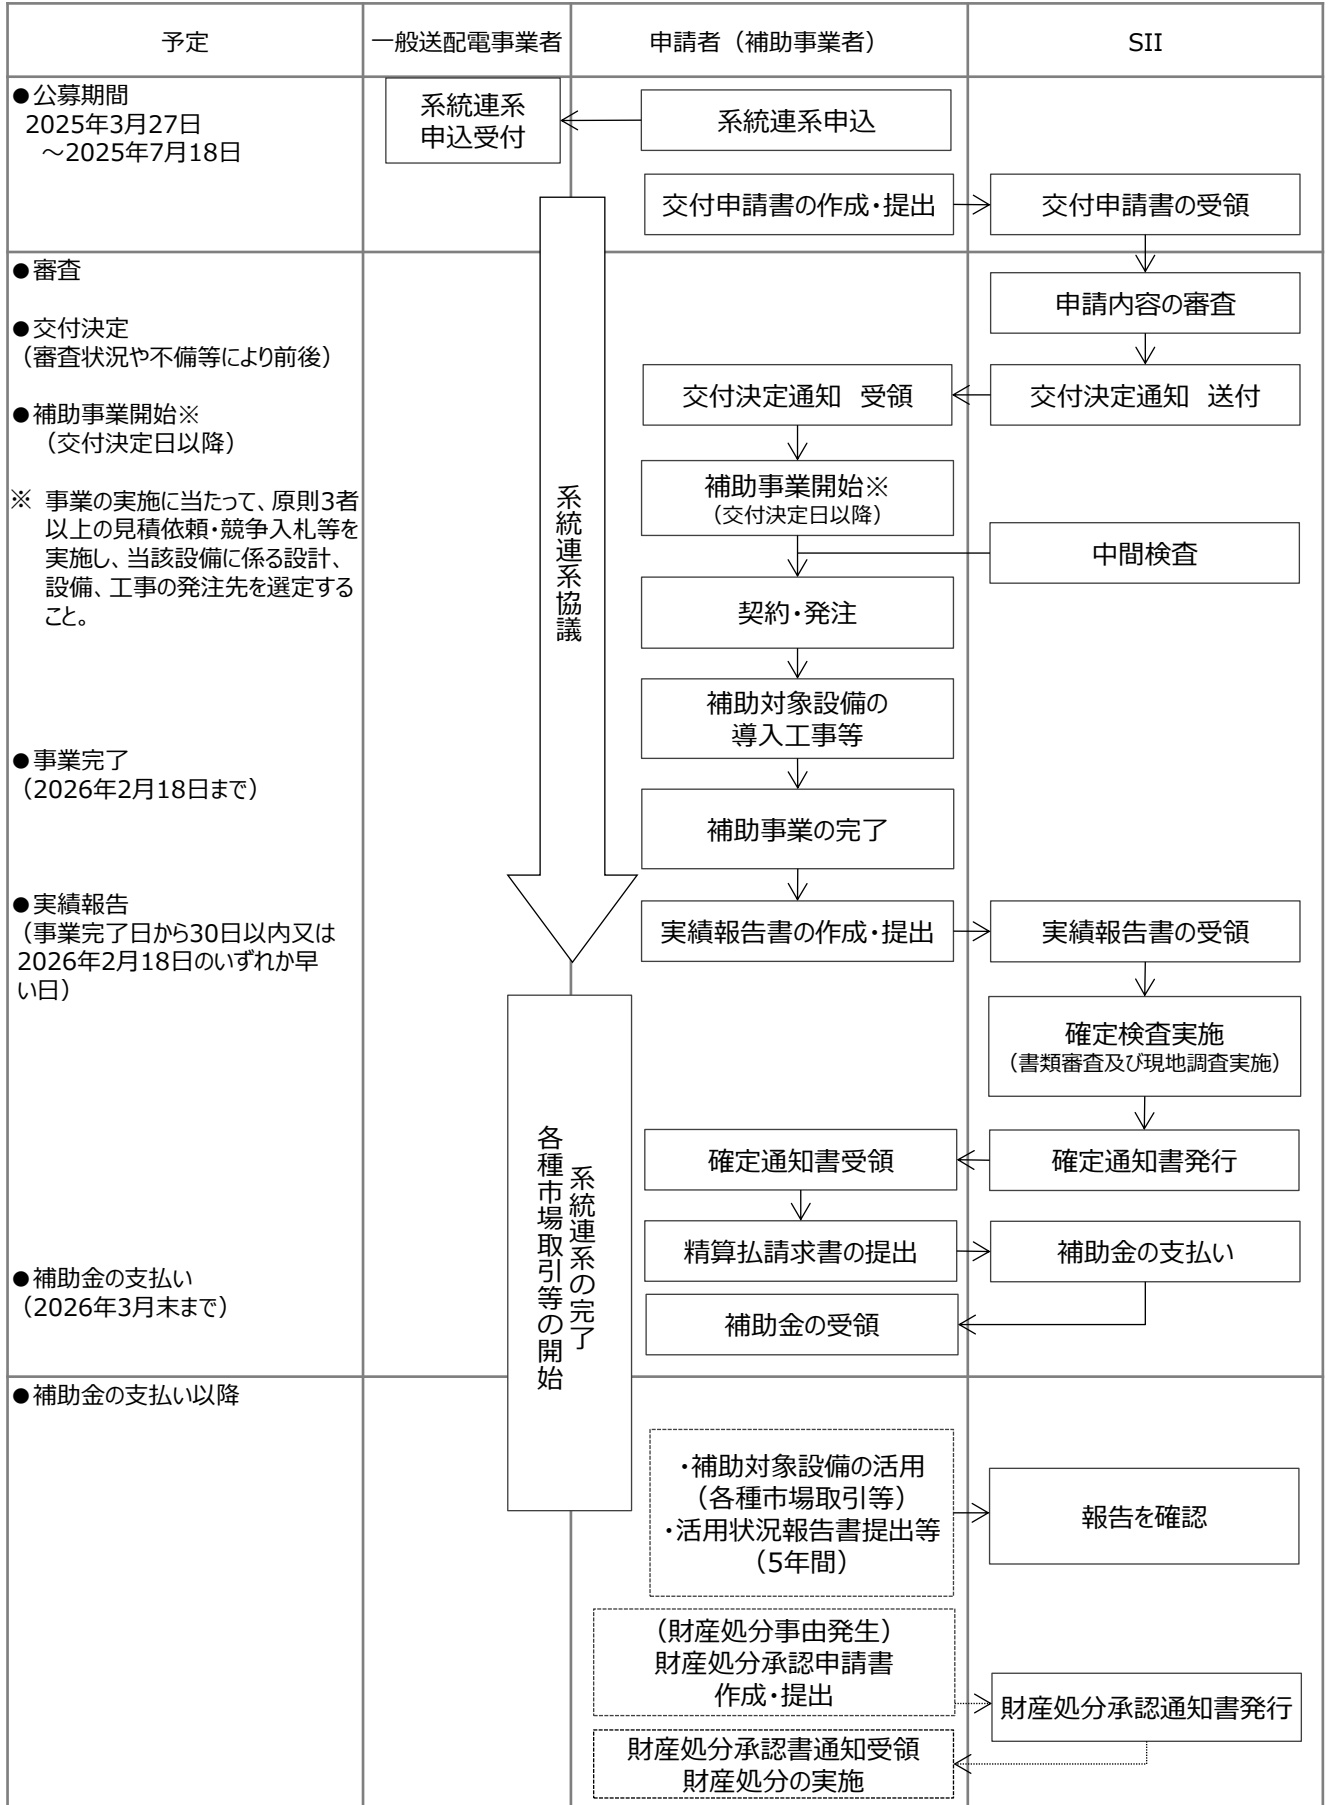 予定
一般送配電事業者
申請者（補助事業者）
SII
●公募期間
2025年3月27日
～2025年7月18日
系統連系
申込受付
系統連系申込
交付申請書の作成・提出
交付申請書の受領
●審査
申請内容の審査
●交付決定
（審査状況や不備等により前後）
交付決定通知　受領
交付決定通知　送付
●補助事業開始※
（交付決定日以降）
補助事業開始※
（交付決定日以降）
※ 事業の実施に当たって、原則3者
以上の見積依頼・競争入札等を
実施し、当該設備に係る設計、
設備、工事の発注先を選定する
こと。
系統連系協議
中間検査
契約・発注
補助対象設備の
導入工事等
●事業完了
（2026年2月18日まで）
補助事業の完了
●実績報告
（事業完了日から30日以内又は
2026年2月18日のいずれか早
い日）
実績報告書の作成・提出
実績報告書の受領
確定検査実施
（書類審査及び現地調査実施）
系統連系の完了
各種市場取引等の開始
確定通知書受領
確定通知書発行
精算払請求書の提出
補助金の支払い
●補助金の支払い
（2026年3月末まで）
補助金の受領
●補助金の支払い以降
・補助対象設備の活用
（各種市場取引等）
・活用状況報告書提出等
（5年間）
報告を確認
（財産処分事由発生）
財産処分承認申請書
作成・提出
財産処分承認通知書発行
財産処分承認書通知受領
財産処分の実施